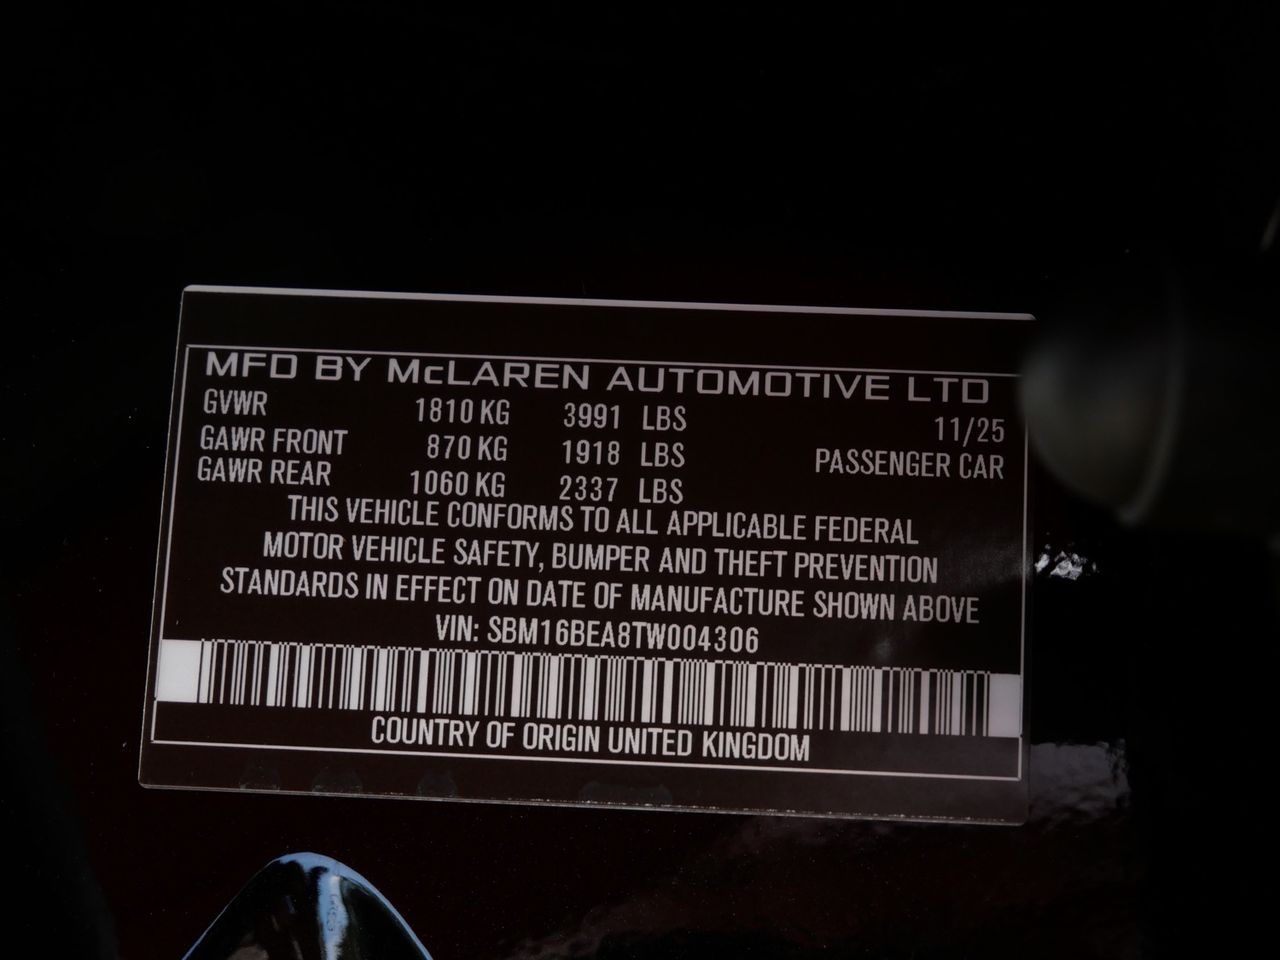 MFD BY McLAREN AUTOMOTIVE LTD
GVWR 1810 KG 3991 LBS 11/25
GAWR FRONT 870 KG 1918 LBS PASSENGER CAR
GAWR REAR 1060 KG 2337 LBS
THIS VEHICLE CONFORMS TO ALL APPLICABLE FEDERAL
MOTOR VEHICLE SAFETY, BUMPER AND THEFT PREVENTION
STANDARDS IN EFFECT ON DATE OF MANUFACTURE SHOWN ABOVE
VIN: SBM16BEA8TW004306
COUNTRY OF ORIGIN UNITED KINGDOM